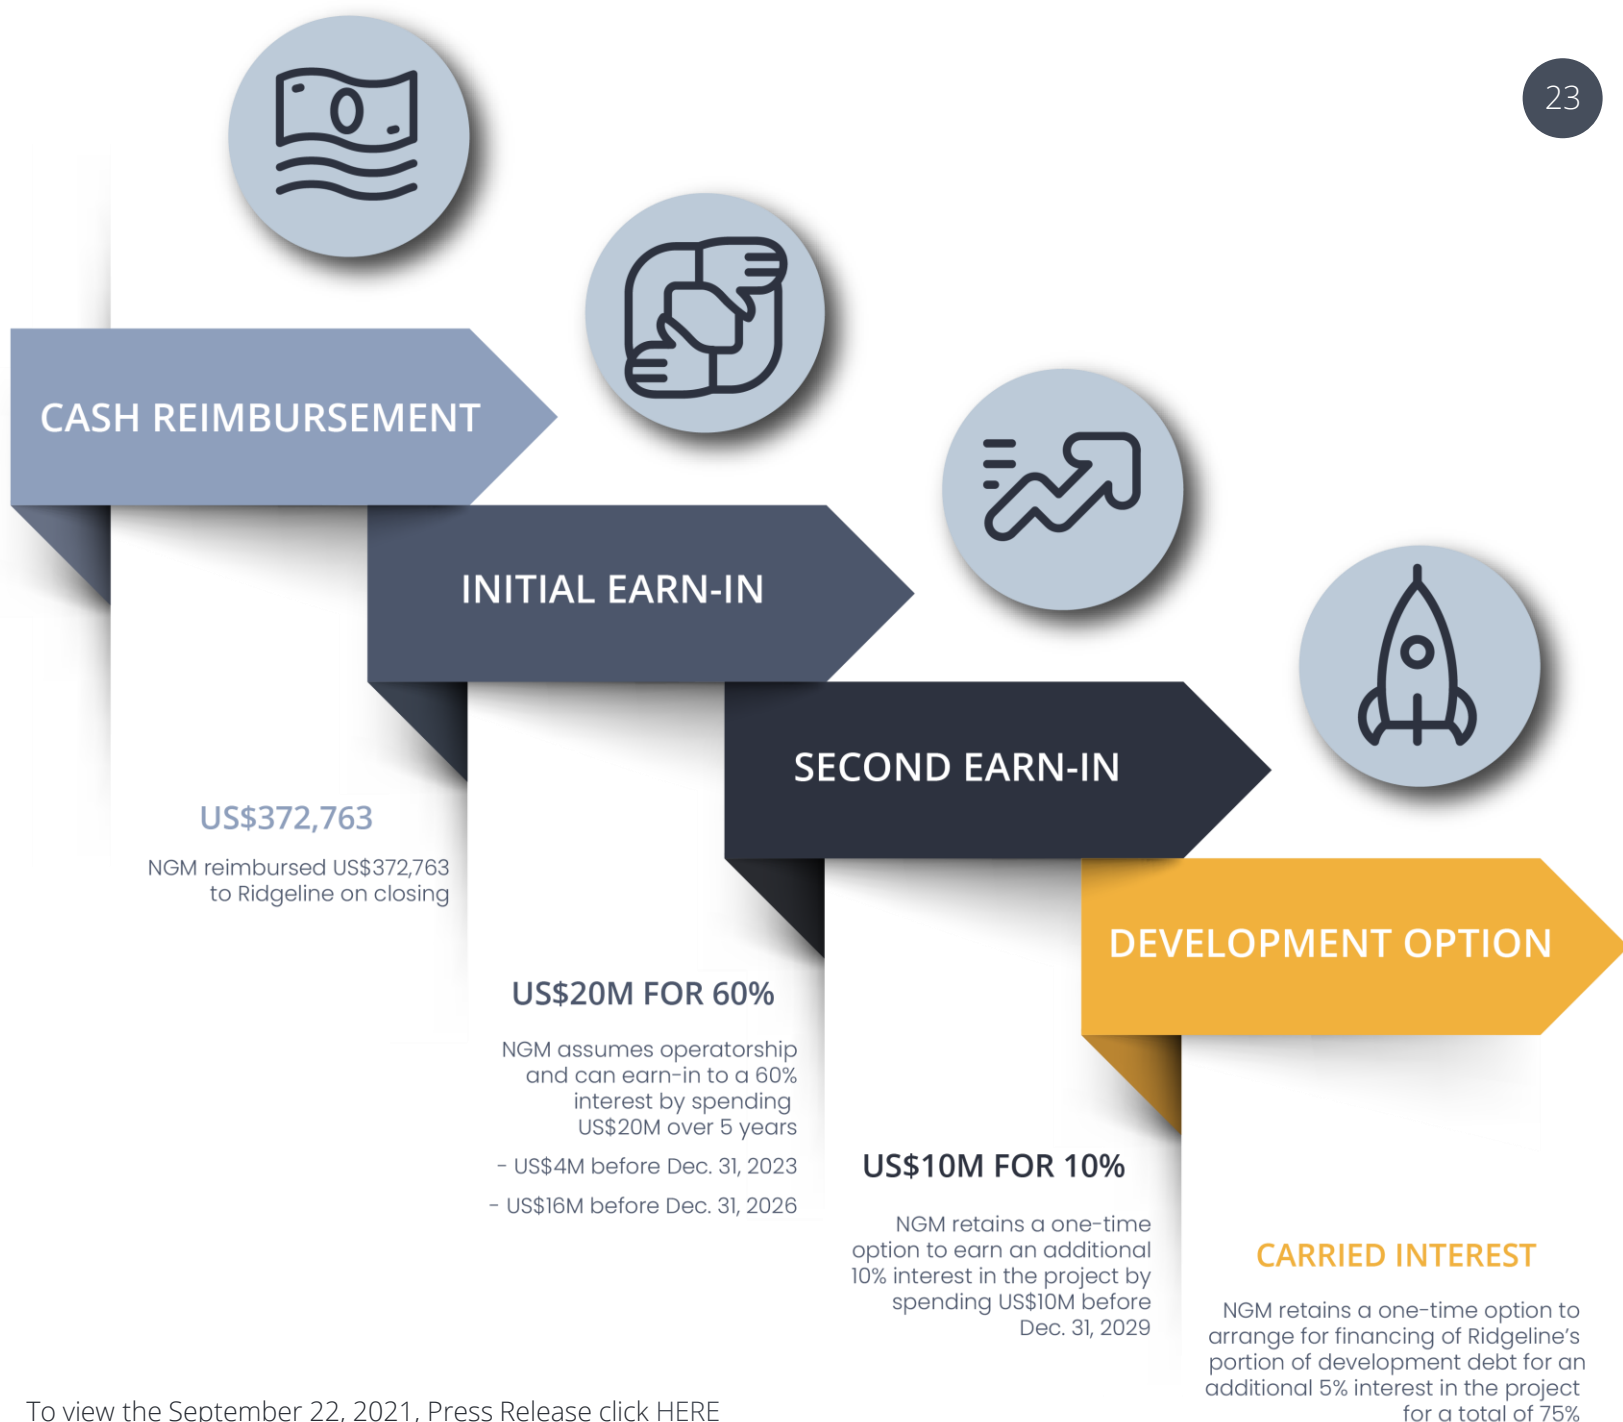 23
CASH REIMBURSEMENT
INITIAL EARN-IN
SECOND EARN-IN
DEVELOPMENT OPTION
US$372,763
NGM reimbursed US$372,763
to Ridgeline on closing
US$20M FOR 60%
NGM assumes operatorship
and can earn-in to a 60%
interest by spending
US$20M over 5 years
- US$4M before Dec. 31, 2023
- US$16M before Dec. 31, 2026
US$10M FOR 10%
NGM retains a one-time
option to earn an additional
10% interest in the project by
spending US$10M before
Dec. 31, 2029
CARRIED INTEREST
NGM retains a one-time option to
arrange for financing of Ridgeline's
portion of development debt for an
additional 5% interest in the project
for a total of 75%
To view the September 22, 2021, Press Release click HERE